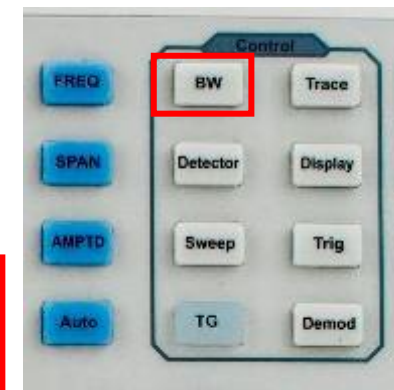 Control
FREQ BW Trace
SPAN Detector Display
AMPTD Sweep Trig
Auto TG Demod